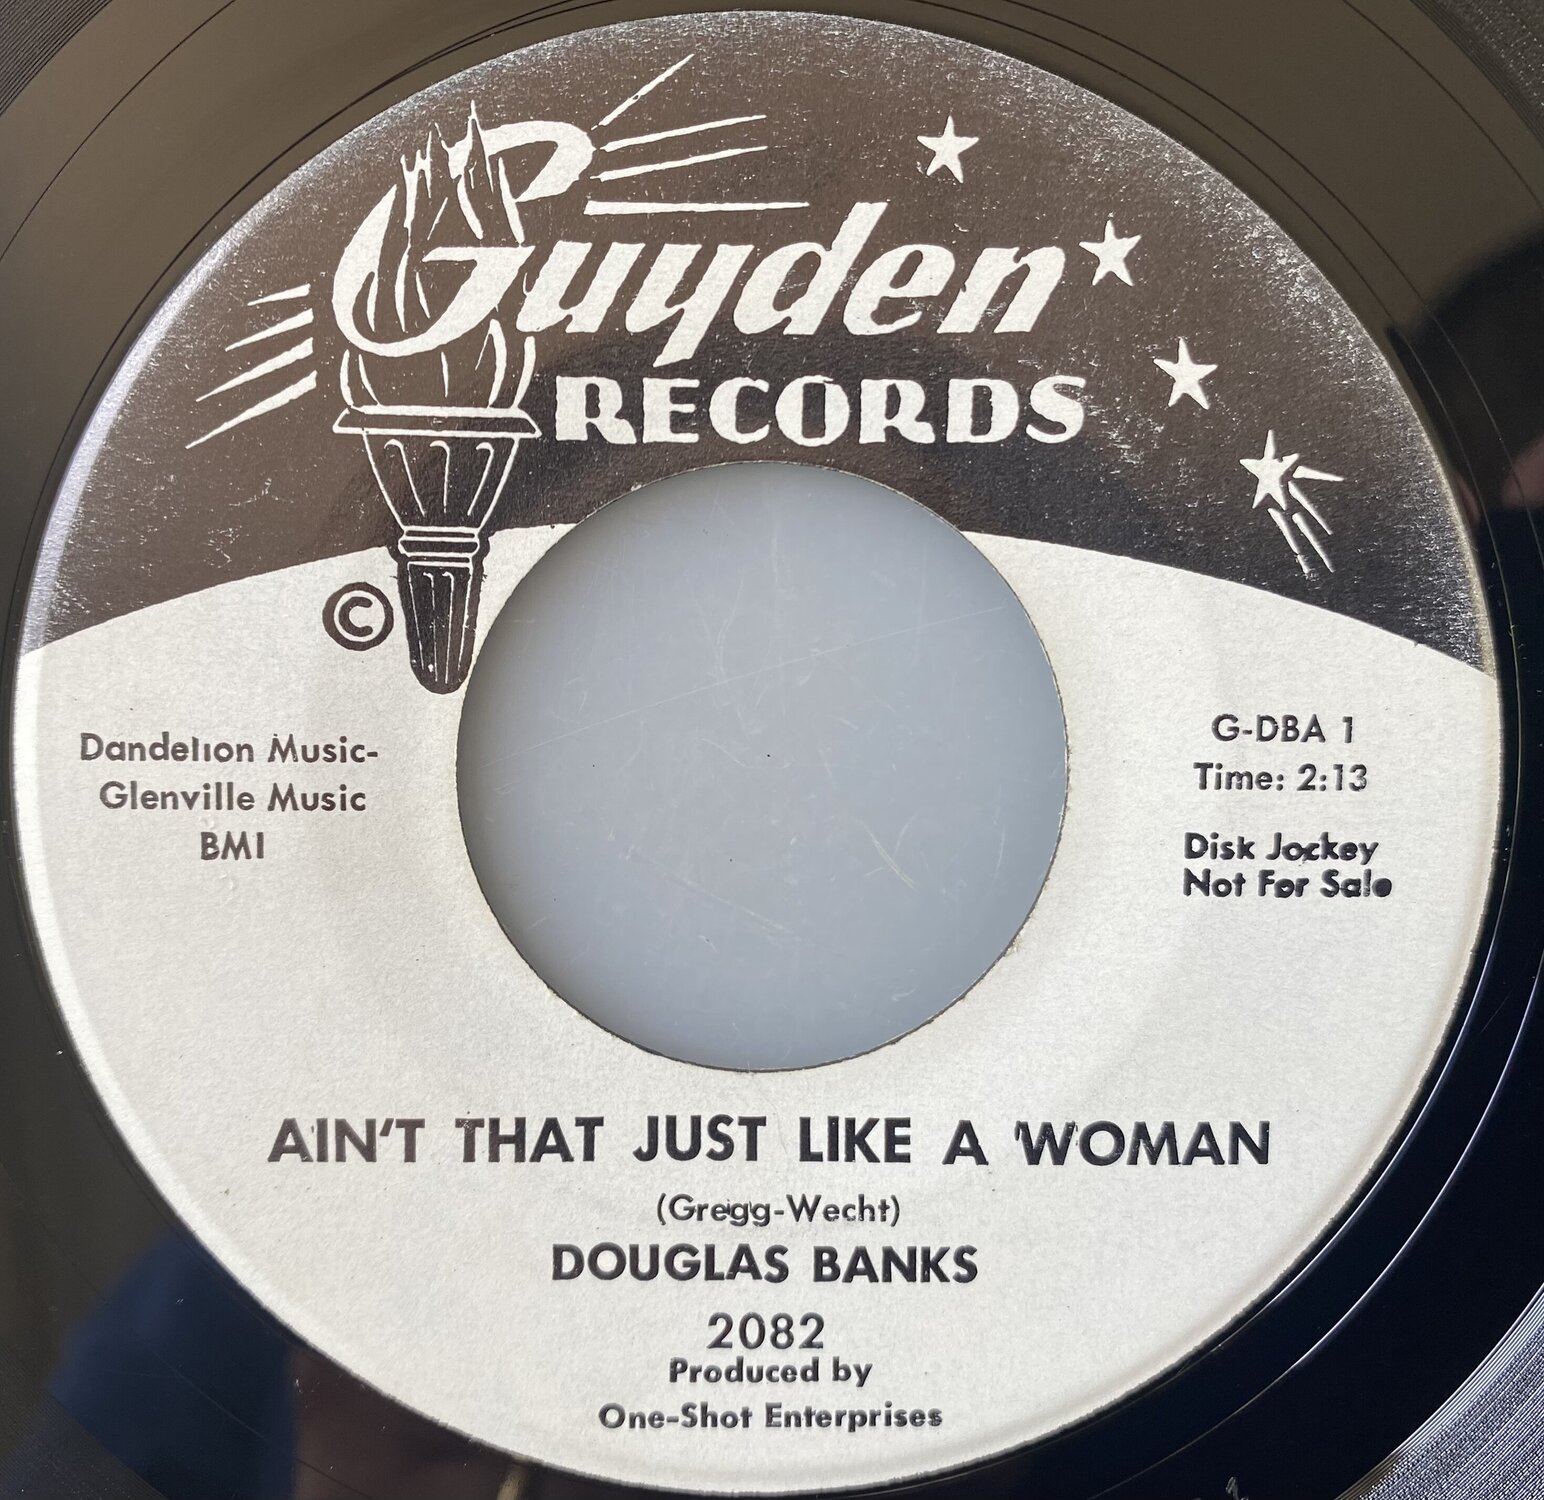 Guyden
RECORDS
©
Dandelion Music-
Glenville Music
BMI
G-DBA 1
Time: 2:13
Disk Jockey
Not For Sale
AIN'T THAT JUST LIKE A WOMAN
(Gregg-Wecht)
DOUGLAS BANKS
2082
Produced by
One-Shot Enterprises